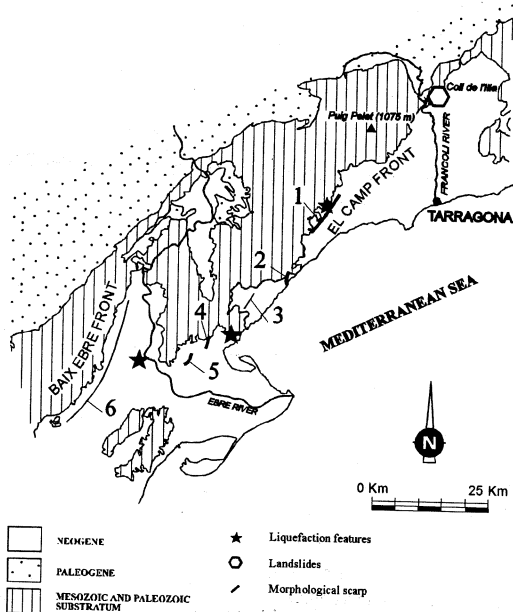 Coll de l'Illa
Puig Pelat (1075 m)
FRANCOLI RIVER
1
EL CAMP FRONT
TARRAGONA
2
3
MEDITERRANEAN SEA
4
BAIX EBRE FRONT
5
6
EBRE RIVER
N
0 Km 25 Km
NEOGENE
PALEOGENE
MESOZOIC AND PALEOZOIC
SUBSTRATUM
Liquefaction features
Landslides
Morphological scarp